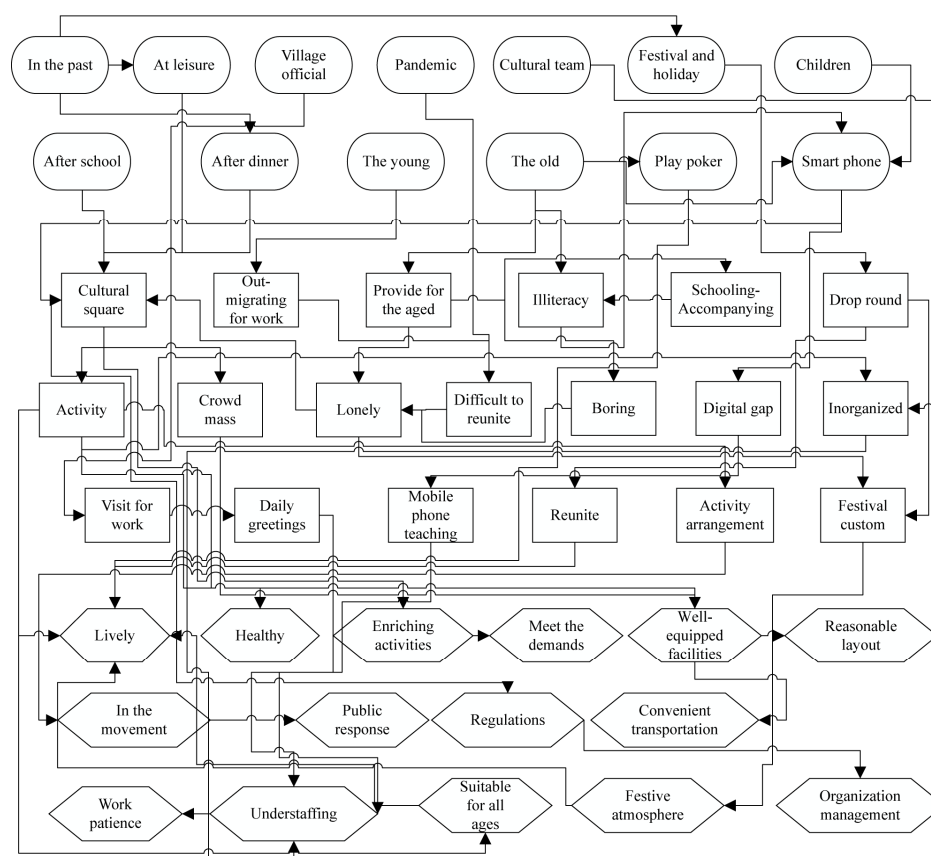 In the past
At leisure
Village
official
Pandemic
Cultural team
Festival and
holiday
Children
After school
After dinner
The young
The old
Play poker
Smart phone
Cultural
square
Out-
migrating
for work
Provide for
the aged
Illiteracy
Schooling-
Accompanying
Drop round
Activity
Crowd
mass
Lonely
Difficult to
reunite
Boring
Digital gap
Inorganized
Visit for
work
Daily
greetings
Mobile
phone
teaching
Reunite
Activity
arrangement
Festival
custom
Lively
Healthy
Enriching
activities
Meet the
demands
Well-
equipped
facilities
Reasonable
layout
In the
movement
Public
response
Regulations
Convenient
transportation
Work
patience
Understaffing
Suitable
for all
ages
Festive
atmosphere
Organization
management